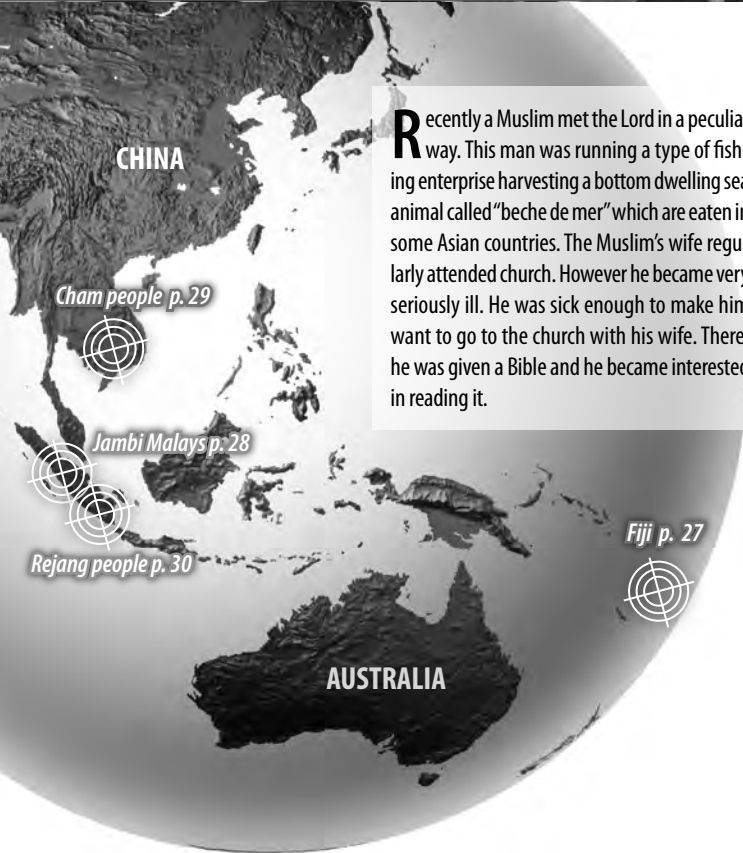 Recently a Muslim met the Lord in a peculia
way. This man was running a type of fish
ing enterprise harvesting a bottom dwelling sea
animal called “beche de mer” which are eaten in
some Asian countries. The Muslim’s wife regu
larly attended church. However he became very
seriously ill. He was sick enough to make him
want to go to the church with his wife. There
he was given a Bible and he became interested
in reading it.
CHINA
Cham people p. 29
Jambi Malays p. 28
Rejang people p. 30
Fiji p. 27
AUSTRALIA